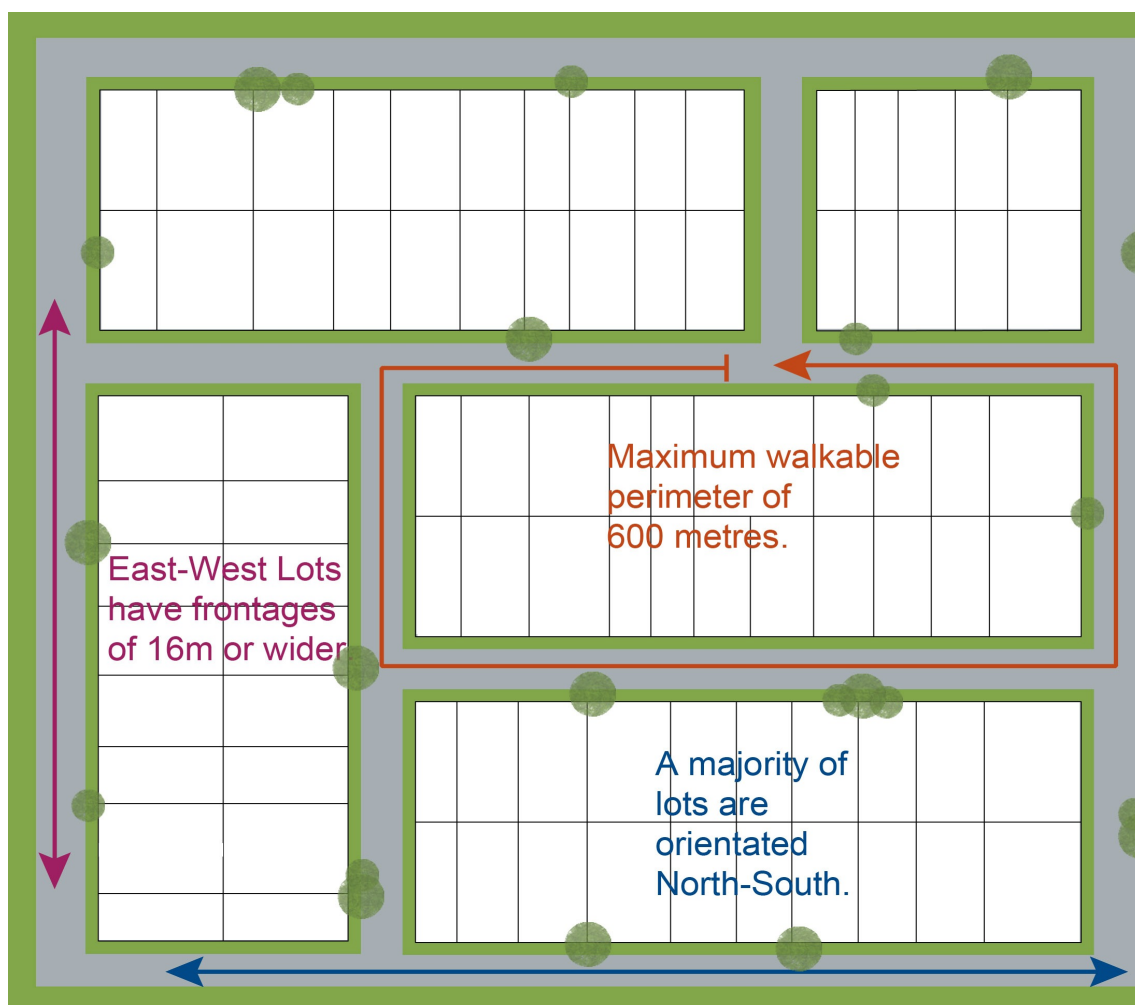 Maximum walkable
perimeter of
600 metres.
East-West Lots
have frontages
of 16m or wider
A majority of
lots are
orientated
North-South.